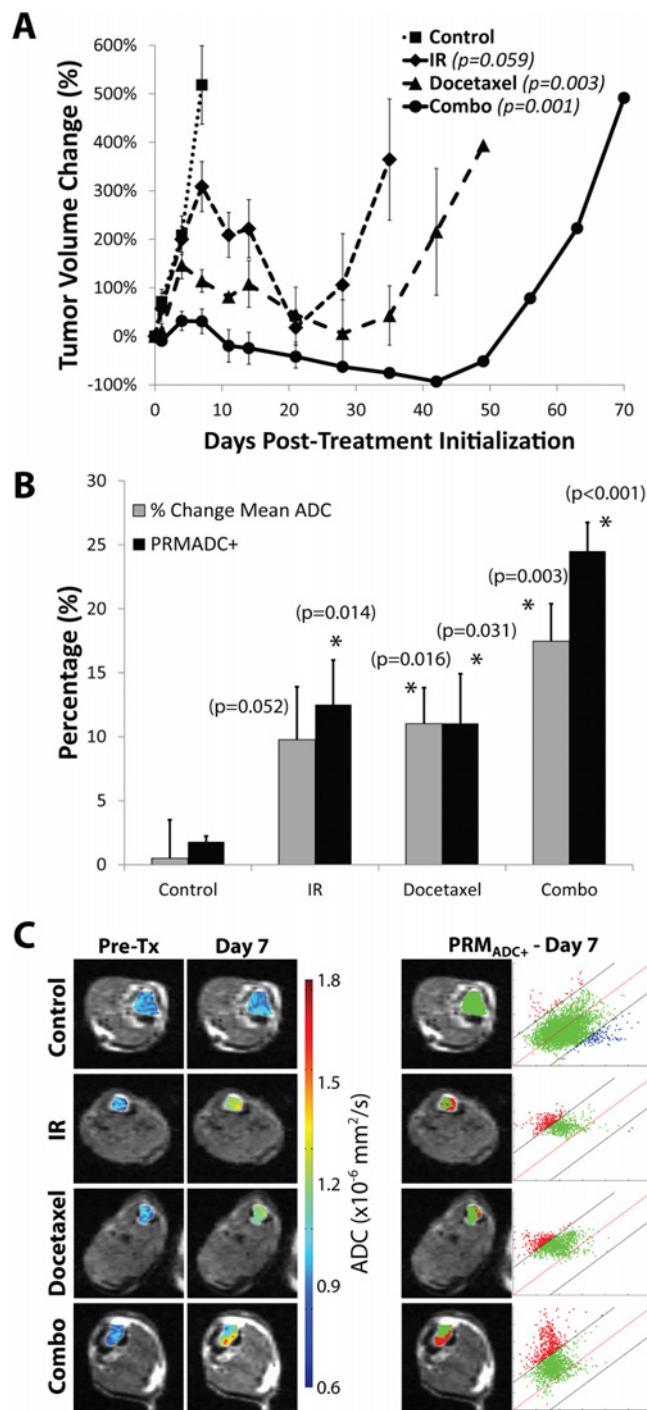 A
Tumor Volume Change (%)
600%
500%
400%
300%
200%
100%
0%
-100%
Control
IR (p=0.059)
Docetaxel (p=0.003)
Combo (p=0.001)
0 10 20 30 40 50 60 70
Days Post-Treatment Initialization
B
Percentage (%)
30
25
20
15
10
5
0
% Change Mean ADC
PRMADC+
(p=0.052)
(p=0.014)
*
(p=0.016)
*
(p=0.031)
*
(p=0.003)
*
(p<0.001)
*
Control IR Docetaxel Combo
C
Pre-Tx Day 7 PRMADC+ - Day 7
Control
IR
Docetaxel
Combo
1.8
1.5
1.2
0.9
0.6
ADC (x10-6 mm2/s)